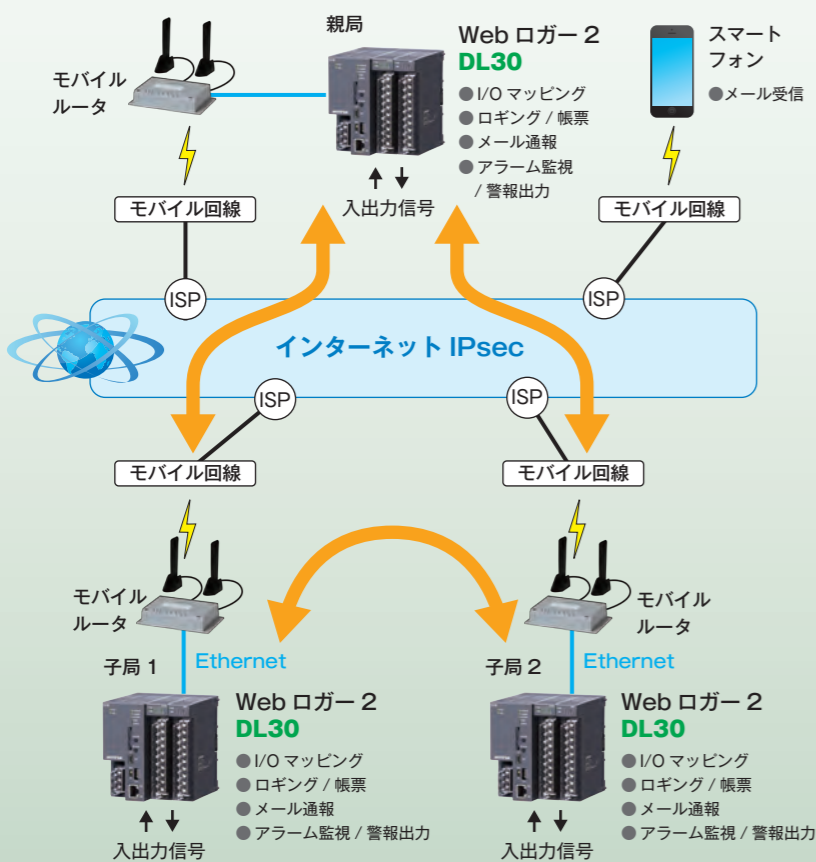 親局
Web ロガー 2
DL30
● I/O マッピング
● ロギング / 帳票
● メール通報
● アラーム監視
/ 警報出力
スマート
フォン
● メール受信
モバイル
ルータ
入出力信号
モバイル回線
モバイル回線
ISP
ISP
インターネット IPsec
ISP
ISP
モバイル回線
モバイル回線
モバイル
ルータ
モバイル
ルータ
子局 1
Ethernet
子局 2
Ethernet
Web ロガー 2
DL30
● I/O マッピング
● ロギング / 帳票
● メール通報
● アラーム監視 / 警報出力
入出力信号
Web ロガー 2
DL30
● I/O マッピング
● ロギング / 帳票
● メール通報
● アラーム監視 / 警報出力
入出力信号